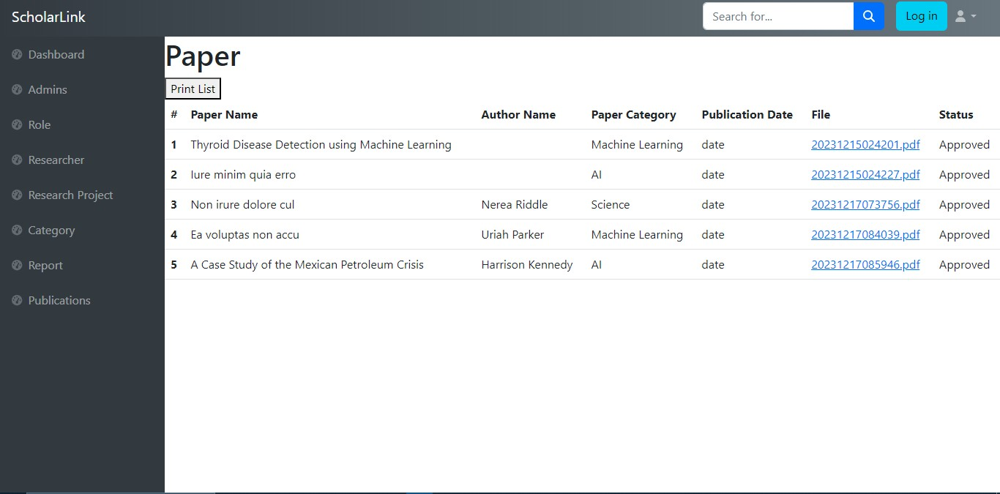 ScholarLink Search for... Log in
Dashboard
Admins
Role
Researcher
Research Project
Category
Report
Publications
Paper
Print List
# Paper Name Author Name Paper Category Publication Date File Status
1 Thyroid Disease Detection using Machine Learning Machine Learning date 20231215024201.pdf Approved
2 Iure minim quia erro AI date 20231215024227.pdf Approved
3 Non irure dolore cul Nerea Riddle Science date 20231217073756.pdf Approved
4 Ea voluptas non accu Uriah Parker Machine Learning date 20231217084039.pdf Approved
5 A Case Study of the Mexican Petroleum Crisis Harrison Kennedy AI date 20231217085946.pdf Approved